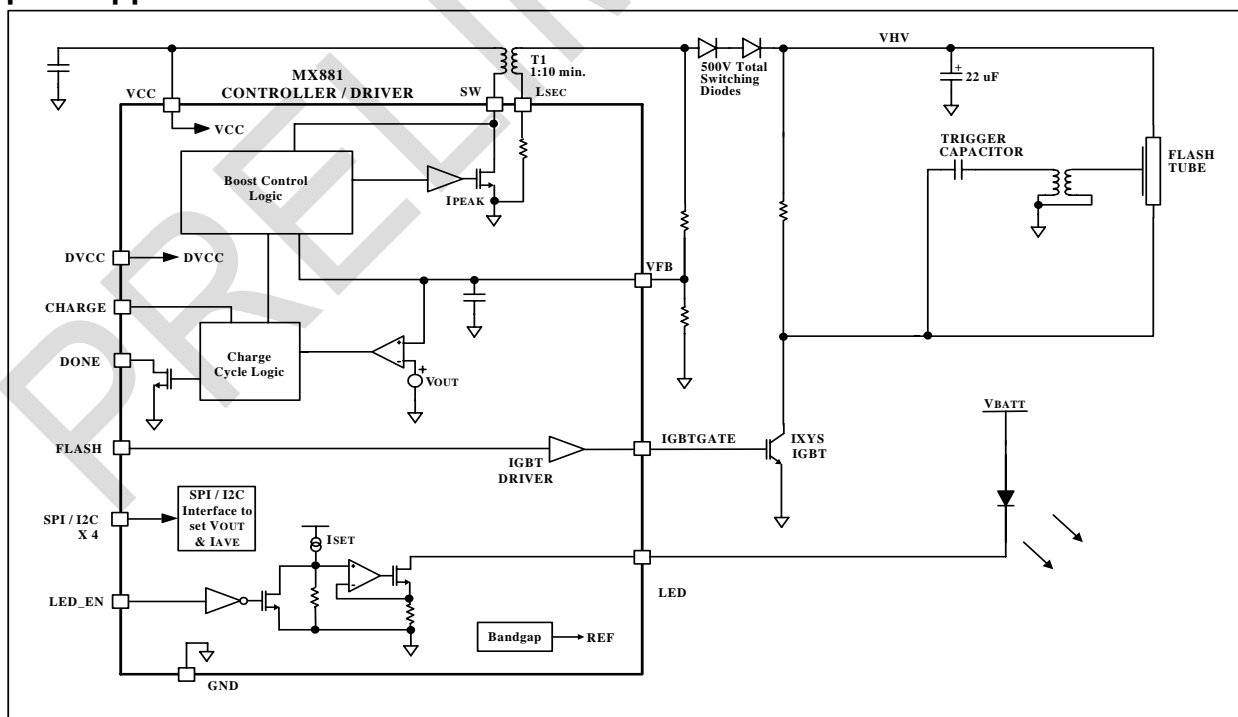 PRELIM
T1
1:10 min.
VHV
500V Total
Switching
Diodes
+
22 uF
MX881
CONTROLLER / DRIVER
VCC
SW
LSEC
VCC
TRIGGER
CAPACITOR
FLASH
TUBE
Boost Control
Logic
IPEAK
DVCC
DVCC
VFB
CHARGE
DONE
Charge
Cycle Logic
+
-
+
VOUT
VBATT
FLASH
IGBT
DRIVER
IGBTGATE
IXYS
IGBT
SPI / I2C
X 4
SPI / I2C
Interface to
set VOUT
& IAVE
ISET
+
-
LED_EN
LED
Bandgap
REF
GND